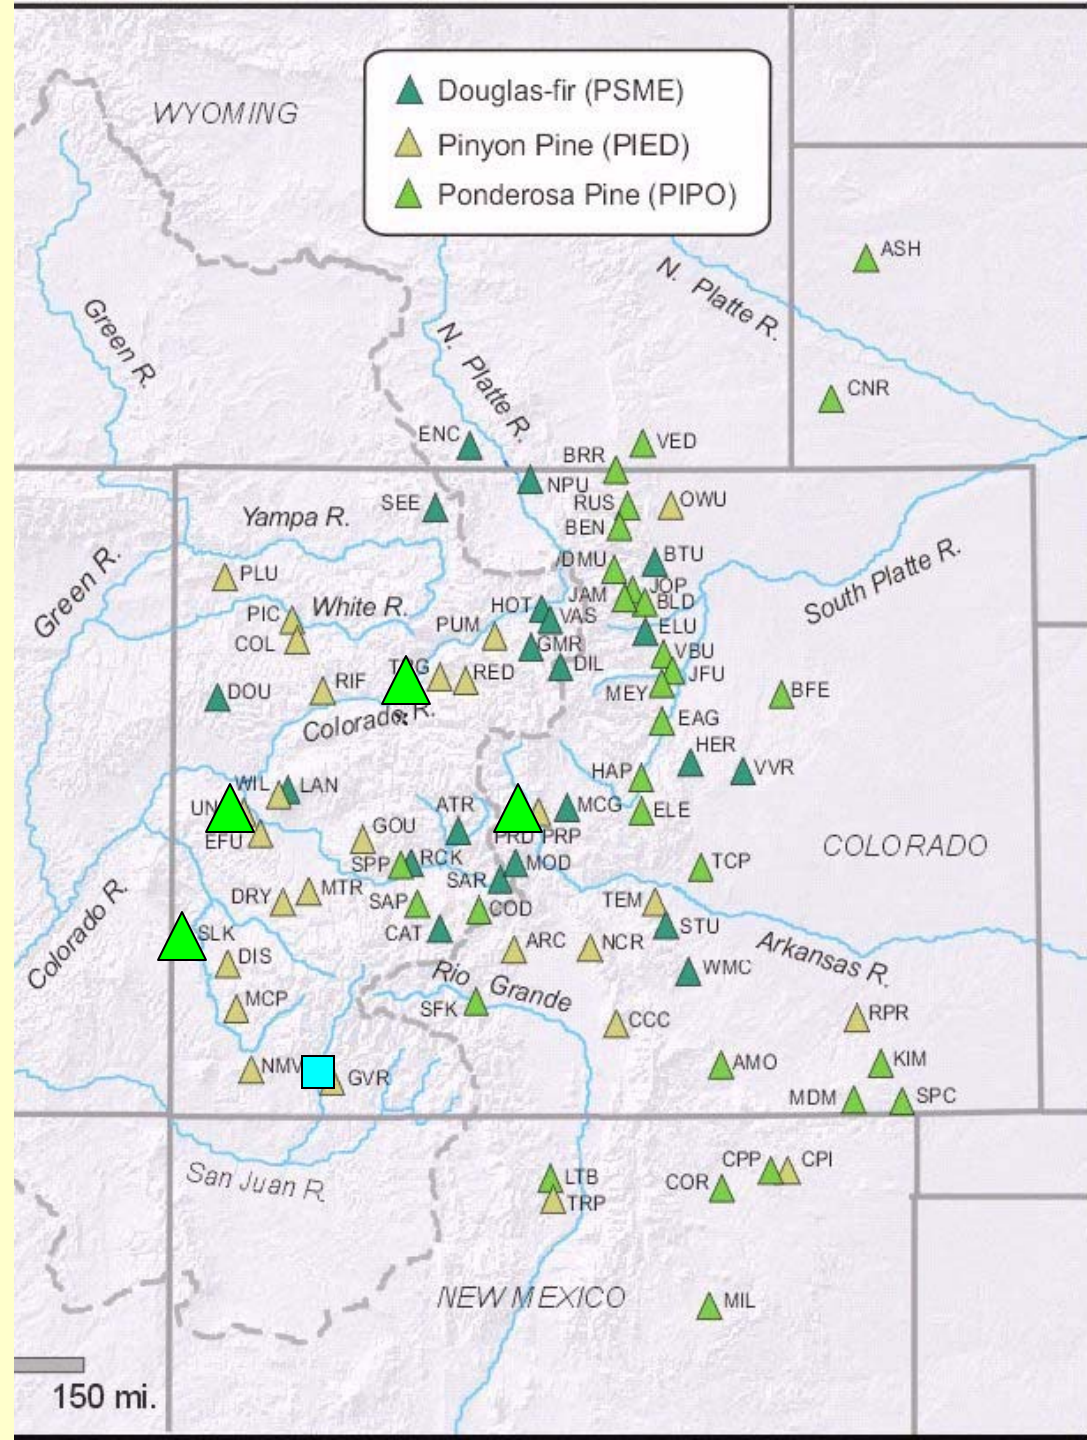 WYOMING
Douglas-fir (PSME)
Pinyon Pine (PIED)
Ponderosa Pine (PIPO)
ASH
N. Platte R.
Green R.
N. Platte R.
CNR
ENC
VED
BRR
NPU
SEE
RUS
OWU
Yampa R.
BEN
South Platte R.
Green R.
DMU
BTU
PLU
JOP
JAM
BLD
White R.
HOT
PIC
VAS
PUM
ELU
COL
GMR
VBU
DIL
JFU
RED
RIF
DOU
MEY
BFE
Colorado R.
EAG
HER
HAP
VVR
WIL
LAN
UN
ATR
MCG
ELE
EFU
GOU
PRD
PRP
COLORADO
SPP
RCK
MOD
TCP
SAR
DRY
MTR
SAP
COD
TEM
Colorado R.
SLK
CAT
STU
ARC
NCR
Arkansas R.
DIS
WMC
Rio Grande
MCP
SFK
CCC
RPR
NMV
GVR
AMO
KIM
MDM
SPC
San Juan R.
LTB
CPP
CPI
COR
TRP
NEW MEXICO
MIL
150 mi.